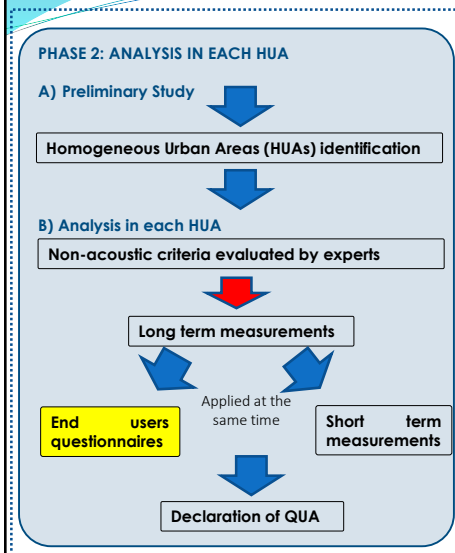 PHASE 2: ANALYSIS IN EACH HUA
A) Preliminary Study
Homogeneous Urban Areas (HUAs) identification
B) Analysis in each HUA
Non-acoustic criteria evaluated by experts
Long term measurements
Applied at the
same time
End users
questionnaires
Short term
measurements
Declaration of QUA